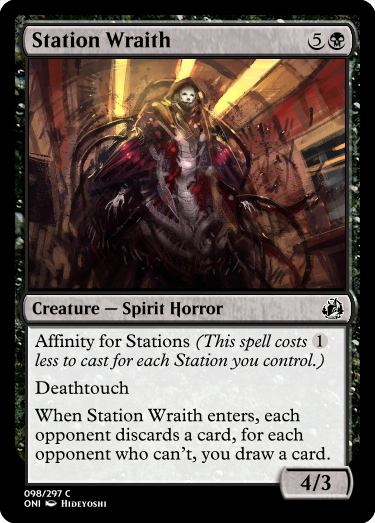 Station Wraith 5
Creature — Spirit Horror
Affinity for Stations (This spell costs 1
less to cast for each Station you control.)
Deathtouch
When Station Wraith enters, each
opponent discards a card, for each
opponent who can't, you draw a card.
4/3
098/297 C
ONI Hideyoshi